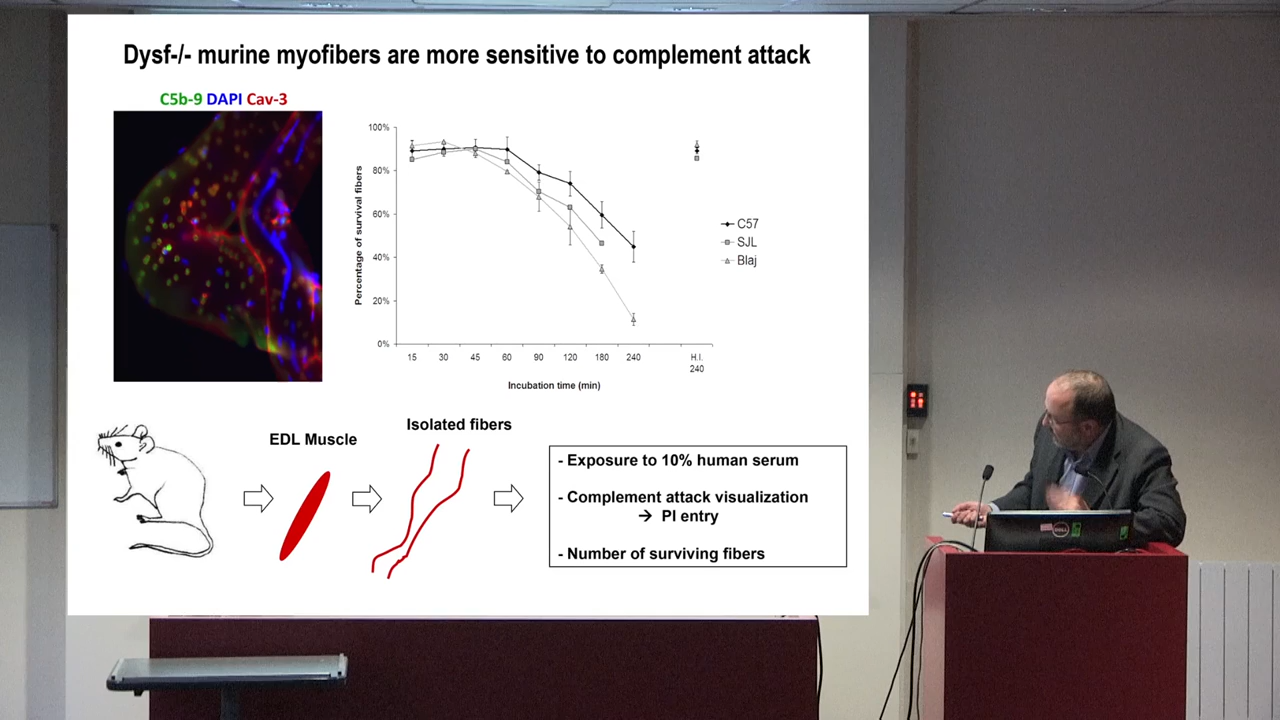 Dysf-/- murine myofibers are more sensitive to complement attack
C5b-9 DAPI Cav-3
Percentage of survival fibers
100%
80%
60%
40%
20%
0%
15 30 45 60 90 120 180 240 H.I. 240
Incubation time (min)
C57
SJL
Blaj
EDL Muscle
Isolated fibers
- Exposure to 10% human serum
- Complement attack visualization
→ PI entry
- Number of surviving fibers
DELL